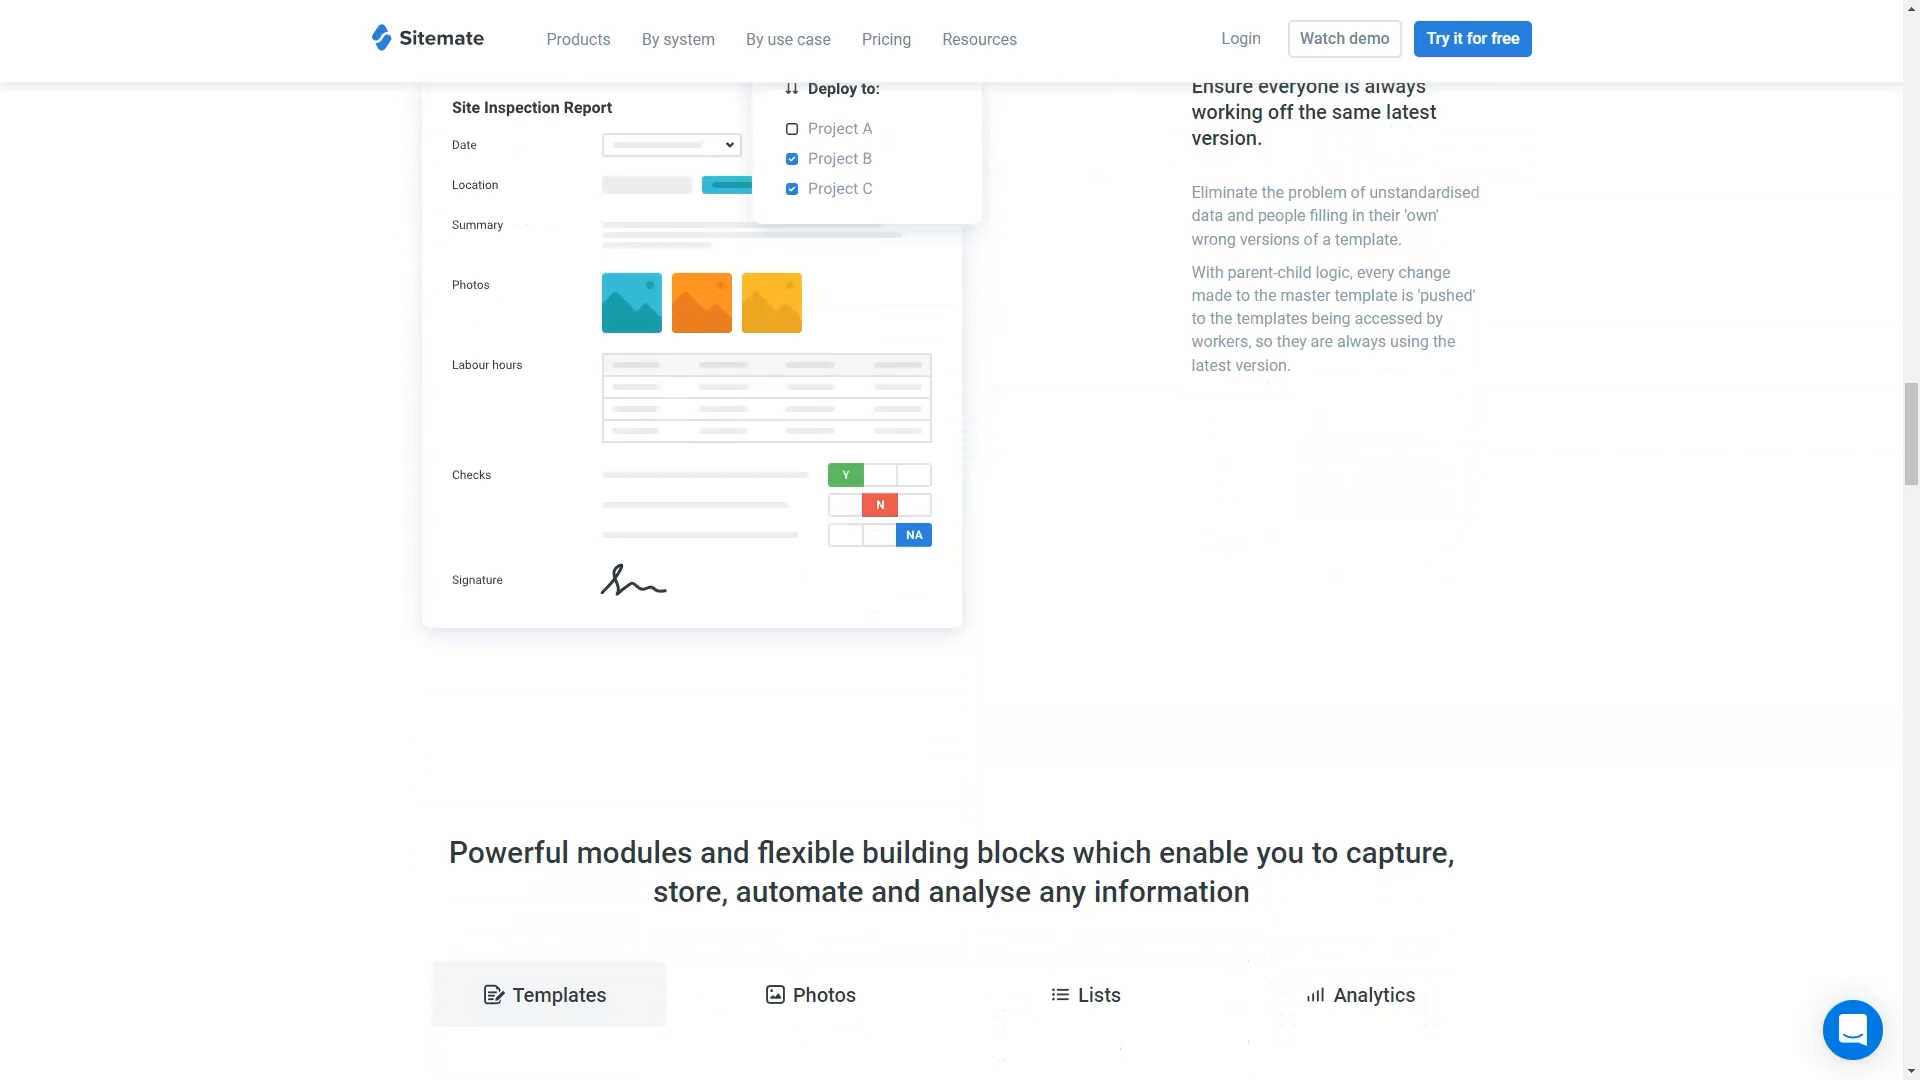 Sitemate
Products
By system
By use case
Pricing
Resources
Login
Watch demo
Try it for free
Site Inspection Report
Date
Location
Summary
Photos
Labour hours
Checks
Y
N
NA
Signature
Deploy to:
Project A
Project B
Project C
Ensure everyone is always
working off the same latest
version.
Eliminate the problem of unstandardised
data and people filling in their 'own'
wrong versions of a template.
With parent-child logic, every change
made to the master template is 'pushed'
to the templates being accessed by
workers, so they are always using the
latest version.
Powerful modules and flexible building blocks which enable you to capture,
store, automate and analyse any information
Templates
Photos
Lists
Analytics